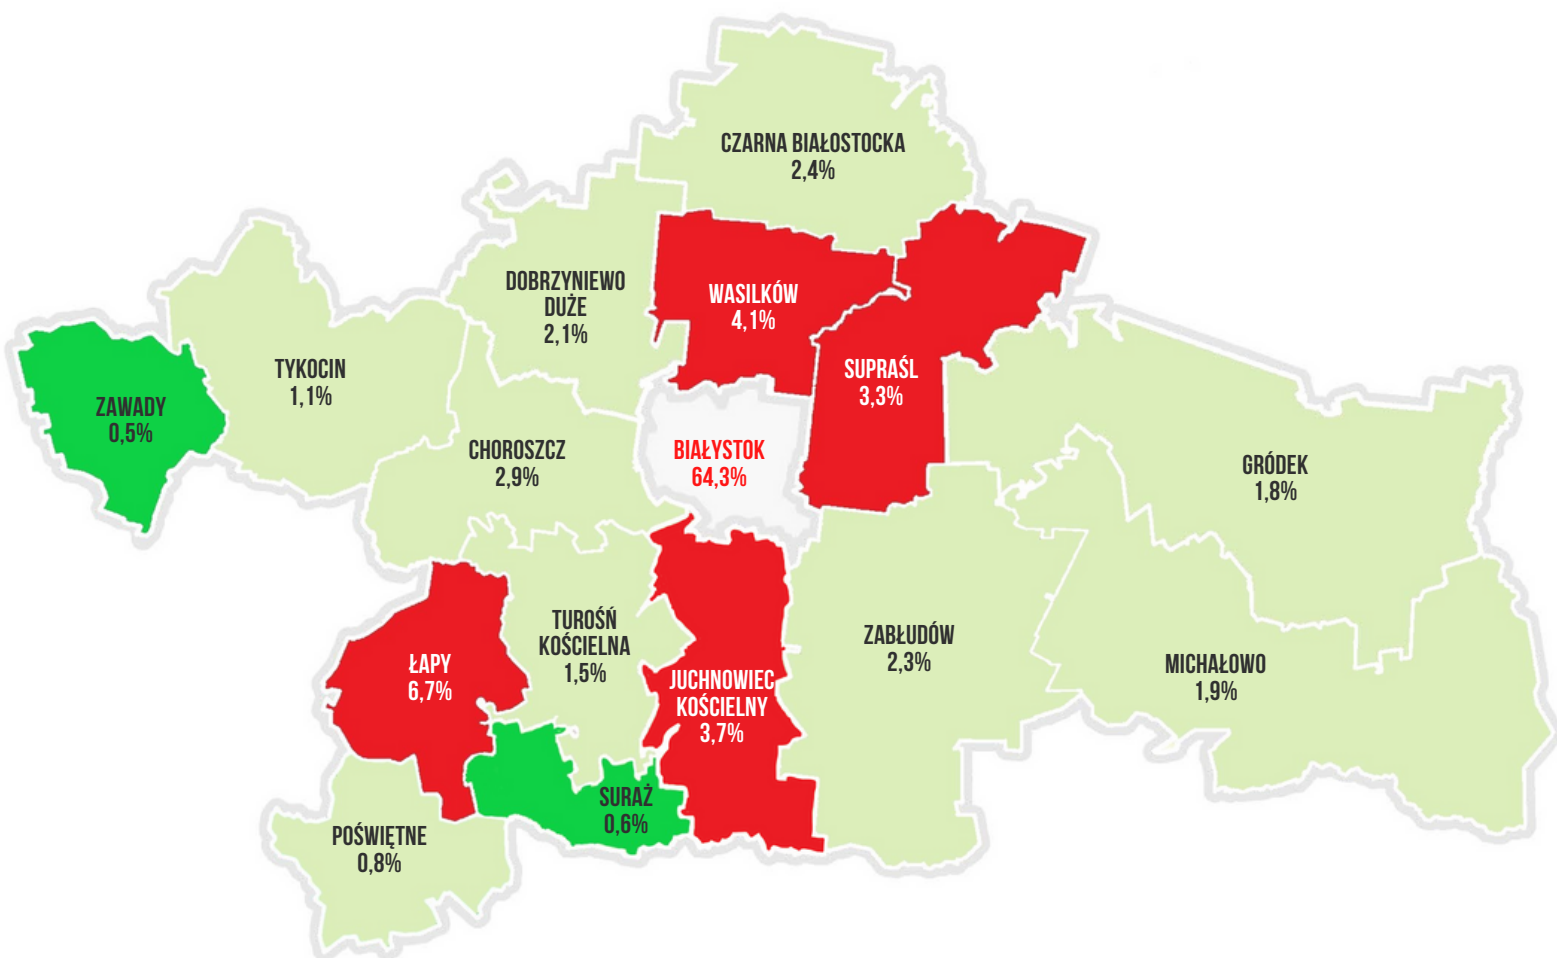 CZARNA BIAŁOSTOCKA
2,4%
DOBRZYNIEWO
DUŻE
2,1%
WASILKÓW
4,1%
SUPRAŚL
3,3%
TYKOCIN
1,1%
ZAWADY
0,5%
CHOROSZCZ
2,9%
BIAŁYSTOK
64,3%
GRÓDEK
1,8%
TUROŚŃ
KOŚCIELNA
1,5%
ZABŁUDÓW
2,3%
ŁAPY
6,7%
MICHAŁOWO
1,9%
JUCHNOWIEC
KOŚCIELNY
3,7%
SURAŻ
0,6%
POŚWIĘTNE
0,8%